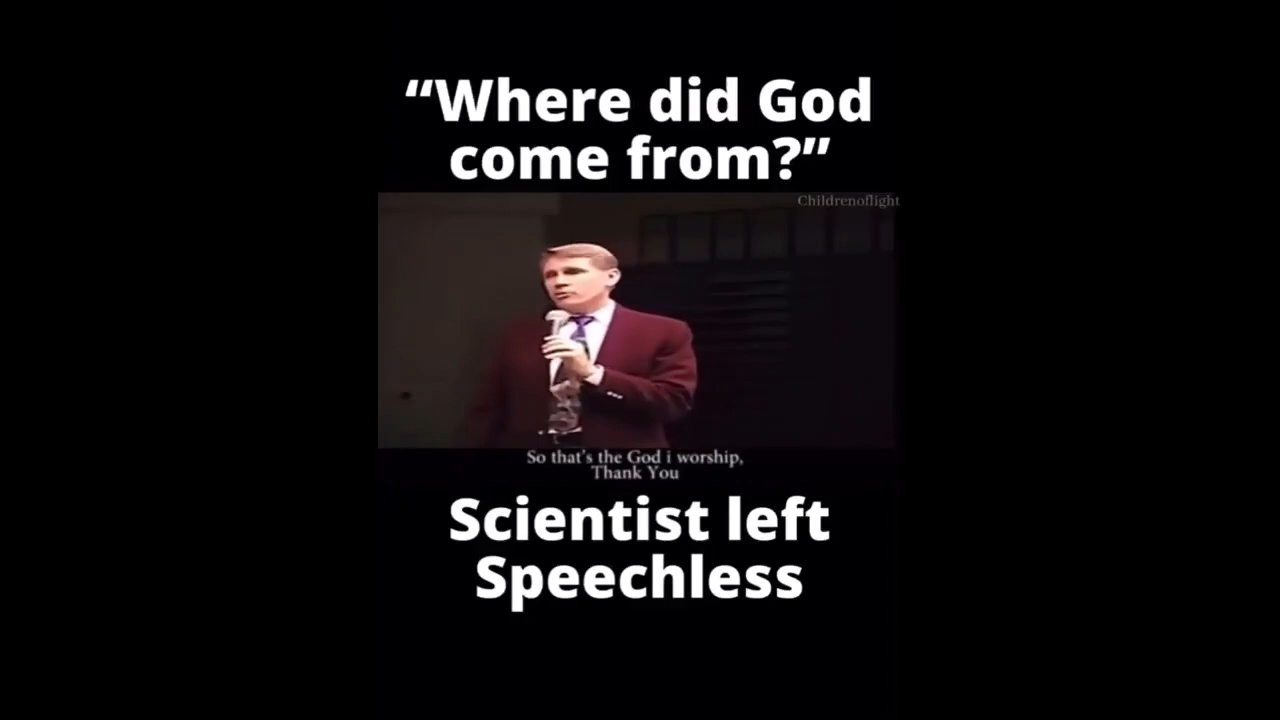 “Where did God
come from?”
Childrenoflight
So that's the God i worship,
Thank You
Scientist left
Speechless